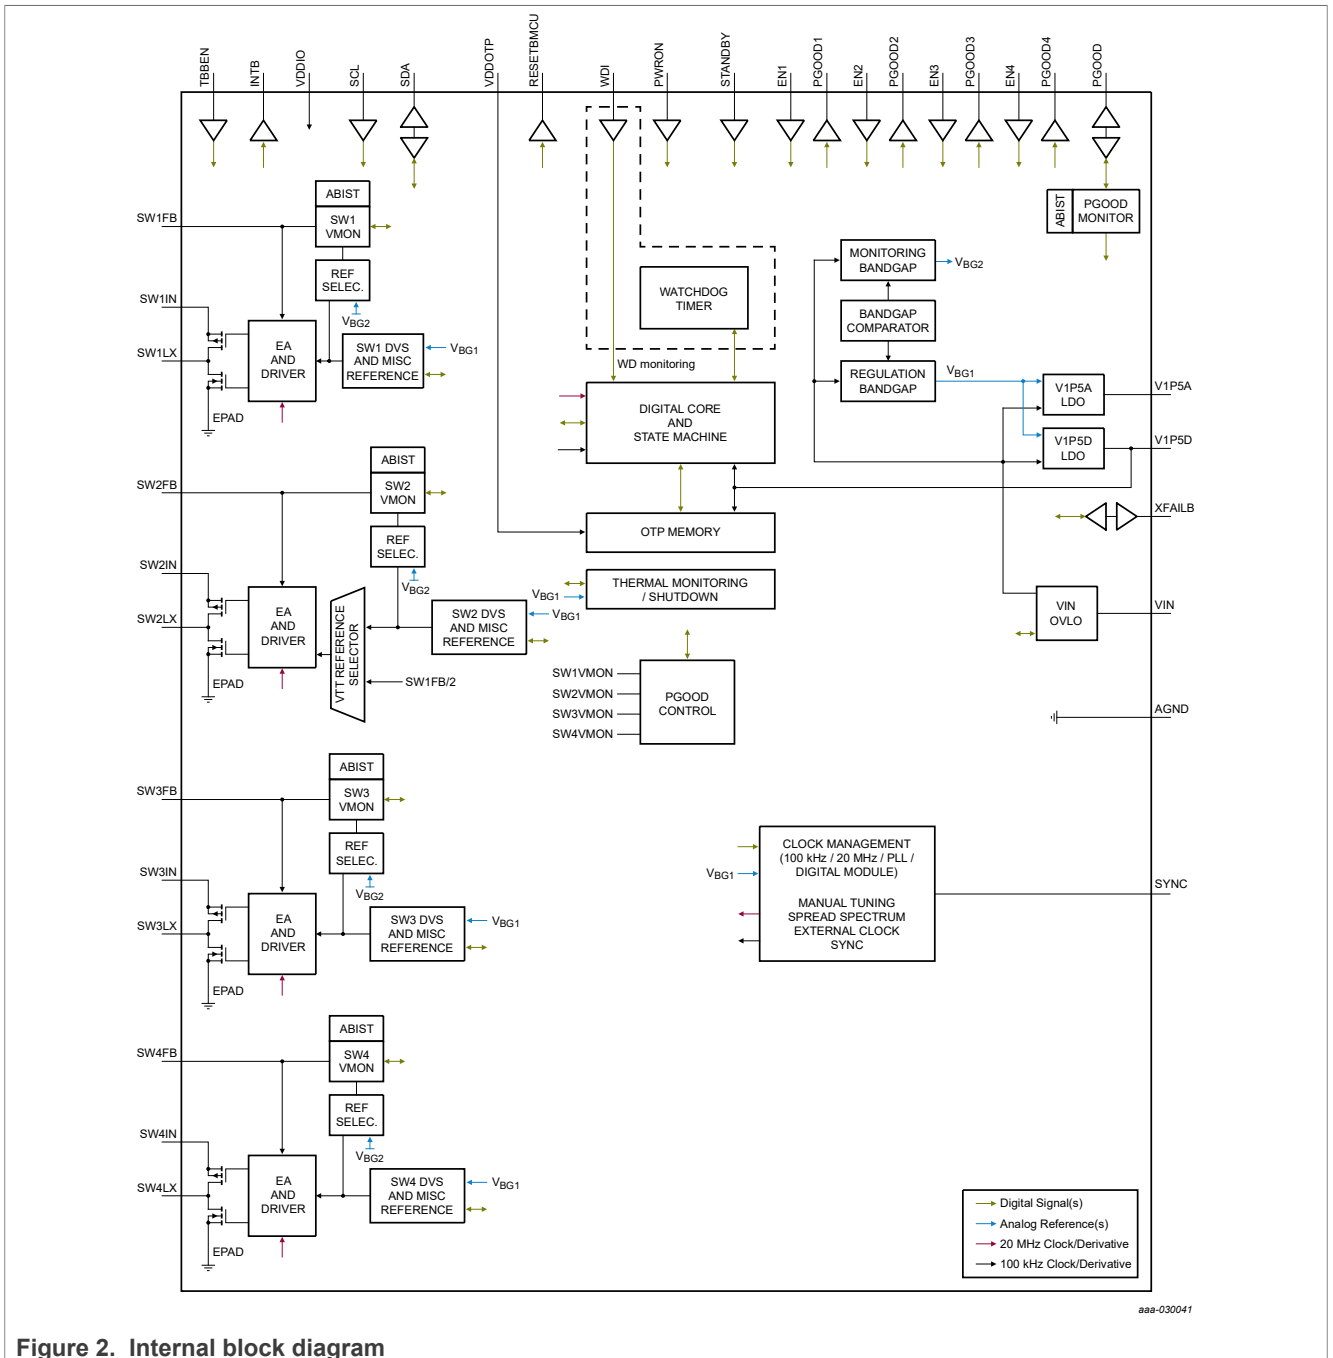 TBBEN
INTB
VDDIO
SCL
SDA
VDDOTP
RESETBMCU
WDI
PWRON
STANDBY
EN1
PGOOD1
EN2
PGOOD2
EN3
PGOOD3
EN4
PGOOD4
PGOOD
ABIST
SW1
VMON
SW1FB
REF
SELEC.
VBG2
SW1IN
SW1LX
EA
AND
DRIVER
SW1 DVS
AND MISC
REFERENCE
VBG1
EPAD
ABIST
PGOOD
MONITOR
WATCHDOG
TIMER
WD monitoring
MONITORING
BANDGAP
VBG2
BANDGAP
COMPARATOR
REGULATION
BANDGAP
VBG1
V1P5A
LDO
V1P5A
V1P5D
LDO
V1P5D
DIGITAL CORE
AND
STATE MACHINE
OTP MEMORY
XFAILB
THERMAL MONITORING
/ SHUTDOWN
VBG1
VIN
OVLO
VIN
ABIST
SW2
VMON
SW2FB
REF
SELEC.
VBG2
SW2IN
SW2LX
EA
AND
DRIVER
VTT REFERENCE
SELECTOR
SW2 DVS
AND MISC
REFERENCE
VBG1
SW1FB/2
EPAD
SW1VMON
SW2VMON
SW3VMON
SW4VMON
PGOOD
CONTROL
AGND
ABIST
SW3
VMON
SW3FB
REF
SELEC.
VBG2
SW3IN
SW3LX
EA
AND
DRIVER
SW3 DVS
AND MISC
REFERENCE
VBG1
EPAD
CLOCK MANAGEMENT
(100 kHz / 20 MHz / PLL /
DIGITAL MODULE)
MANUAL TUNING
SPREAD SPECTRUM
EXTERNAL CLOCK
SYNC
VBG1
SYNC
ABIST
SW4
VMON
SW4FB
REF
SELEC.
VBG2
SW4IN
SW4LX
EA
AND
DRIVER
SW4 DVS
AND MISC
REFERENCE
VBG1
EPAD
Digital Signal(s)
Analog Reference(s)
20 MHz Clock/Derivative
100 kHz Clock/Derivative
aaa-030041
Figure 2. Internal block diagram